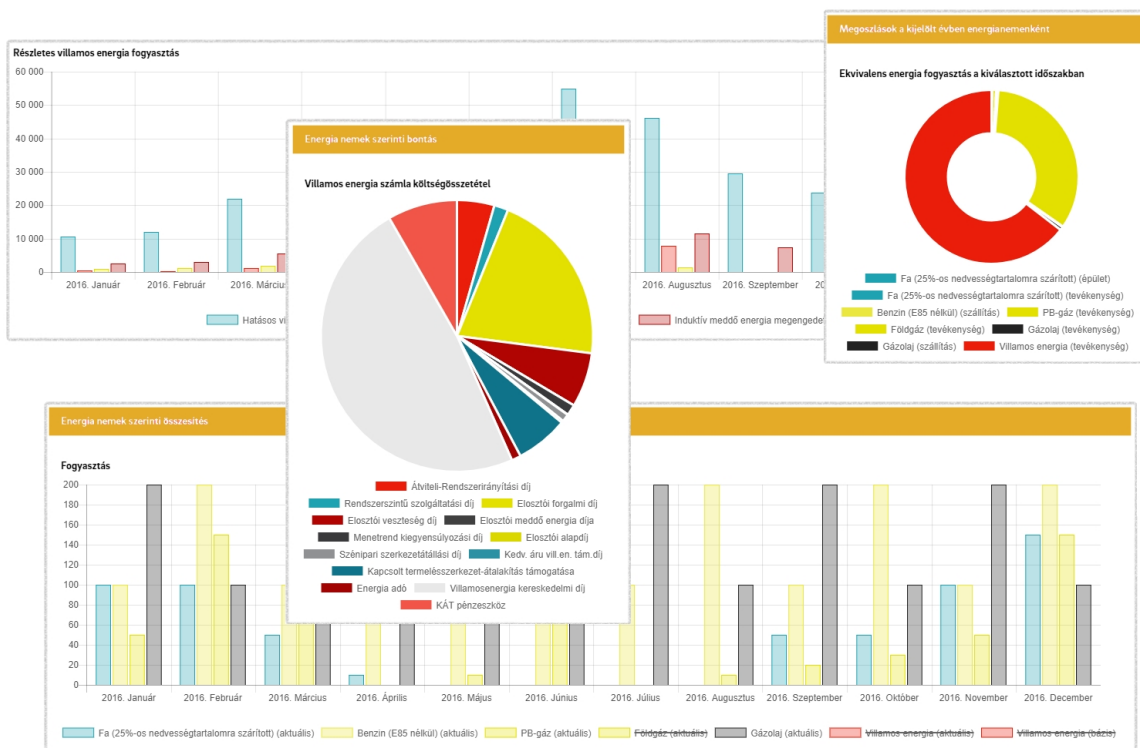 Megoszlások a kijelölt évben energianemenként
Ekvivalens energia fogyasztás a kiválasztott időszakban
Fa (25%-os nedvességtartalomra szárított) (épület)
Fa (25%-os nedvességtartalomra szárított) (tevékenység)
Benzin (E85 nélkül) (szállítás) PB-gáz (tevékenység)
Földgáz (tevékenység) Gázolaj (tevékenység)
Gázolaj (szállítás) Villamos energia (tevékenység)
Részletes villamos energia fogyasztás
60 000
50 000
40 000
30 000
20 000
10 000
0
2016. Január 2016. Február 2016. Március 2016. Augusztus 2016. Szeptember
Hatásos Induktív meddő energia
Energia nemek szerinti bontás
Villamos energia számla költségösszetétel
Átviteli-Rendszerirányítási díj
Rendszerszintű szolgáltatási díj Elosztói forgalmi díj
Elosztói veszteség díj Elosztói meddő energia díja
Menetrend kiegyensúlyozási díj Elosztói alapdíj
Szénipari szerkezetátállási díj Kedv. áru vill.en. tám.díj
Kapcsolt termelésszerkezet-átalakítás támogatása
Energia adó Villamosenergia kereskedelmi díj
KÁT pénzeszköz
Energia nemek szerinti összesítés
Fogyasztás
200
180
160
140
120
100
80
60
40
20
0
2016. Január 2016. Február 2016. Március 2016. Április 2016. Május 2016. Június 2016. Július 2016. Augusztus 2016. Szeptember 2016. Október 2016. November 2016. December
Fa (25%-os nedvességtartalomra szárított) (aktuális) Benzin (E85 nélkül) (aktuális) PB-gáz (aktuális) Földgáz (aktuális) Gázolaj (aktuális) Villamos energia (aktuális) Villamos energia (bázis)